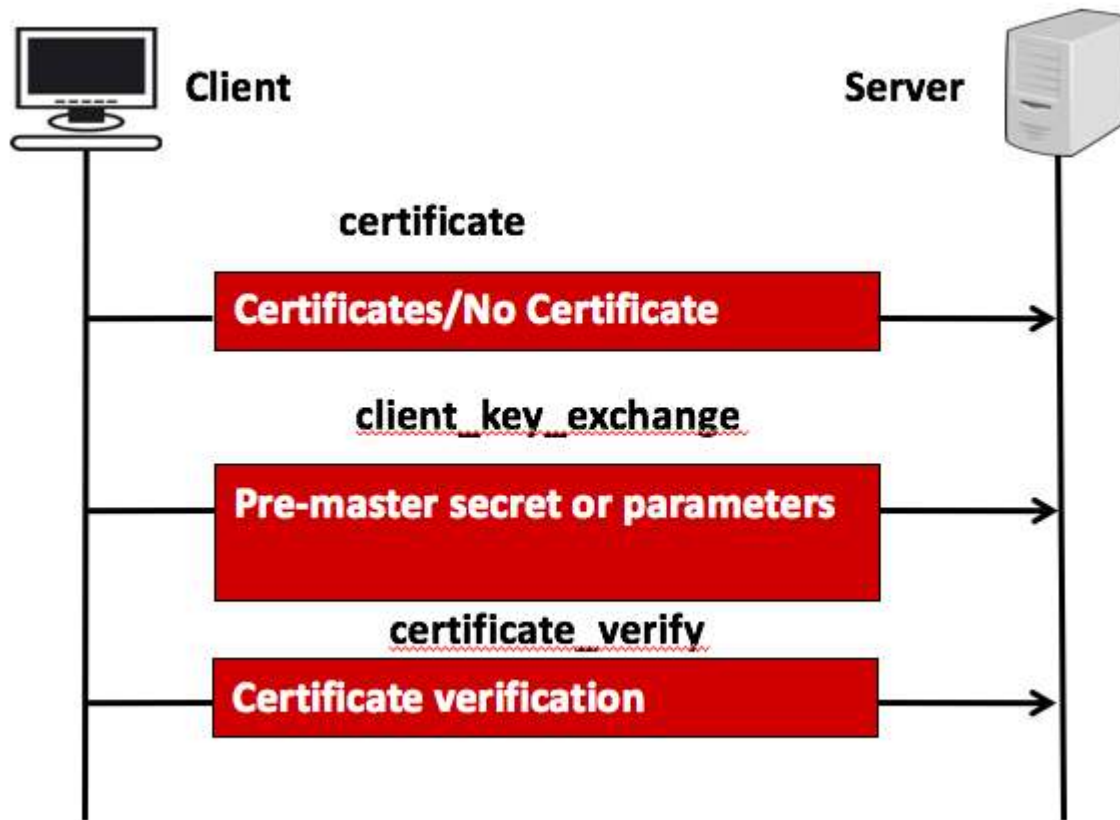 Client
Server
certificate
Certificates/No Certificate
client_key_exchange
Pre-master secret or parameters
certificate_verify
Certificate verification